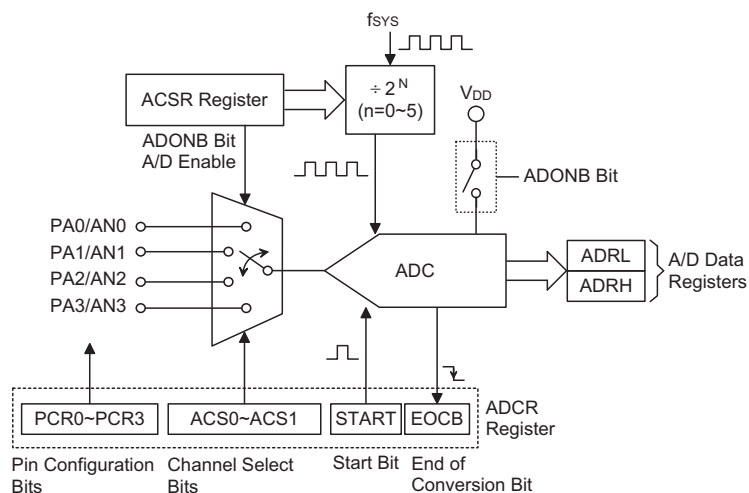 fSYS
ACSR Register
÷ 2 N
(n=0~5)
VDD
ADONB Bit
A/D Enable
ADONB Bit
PA0/AN0
PA1/AN1
PA2/AN2
PA3/AN3
ADC
ADRL
ADRH
A/D Data
Registers
PCR0~PCR3
ACS0~ACS1
START
EOCB
ADCR
Register
Pin Configuration
Bits
Channel Select
Bits
Start Bit
End of
Conversion Bit